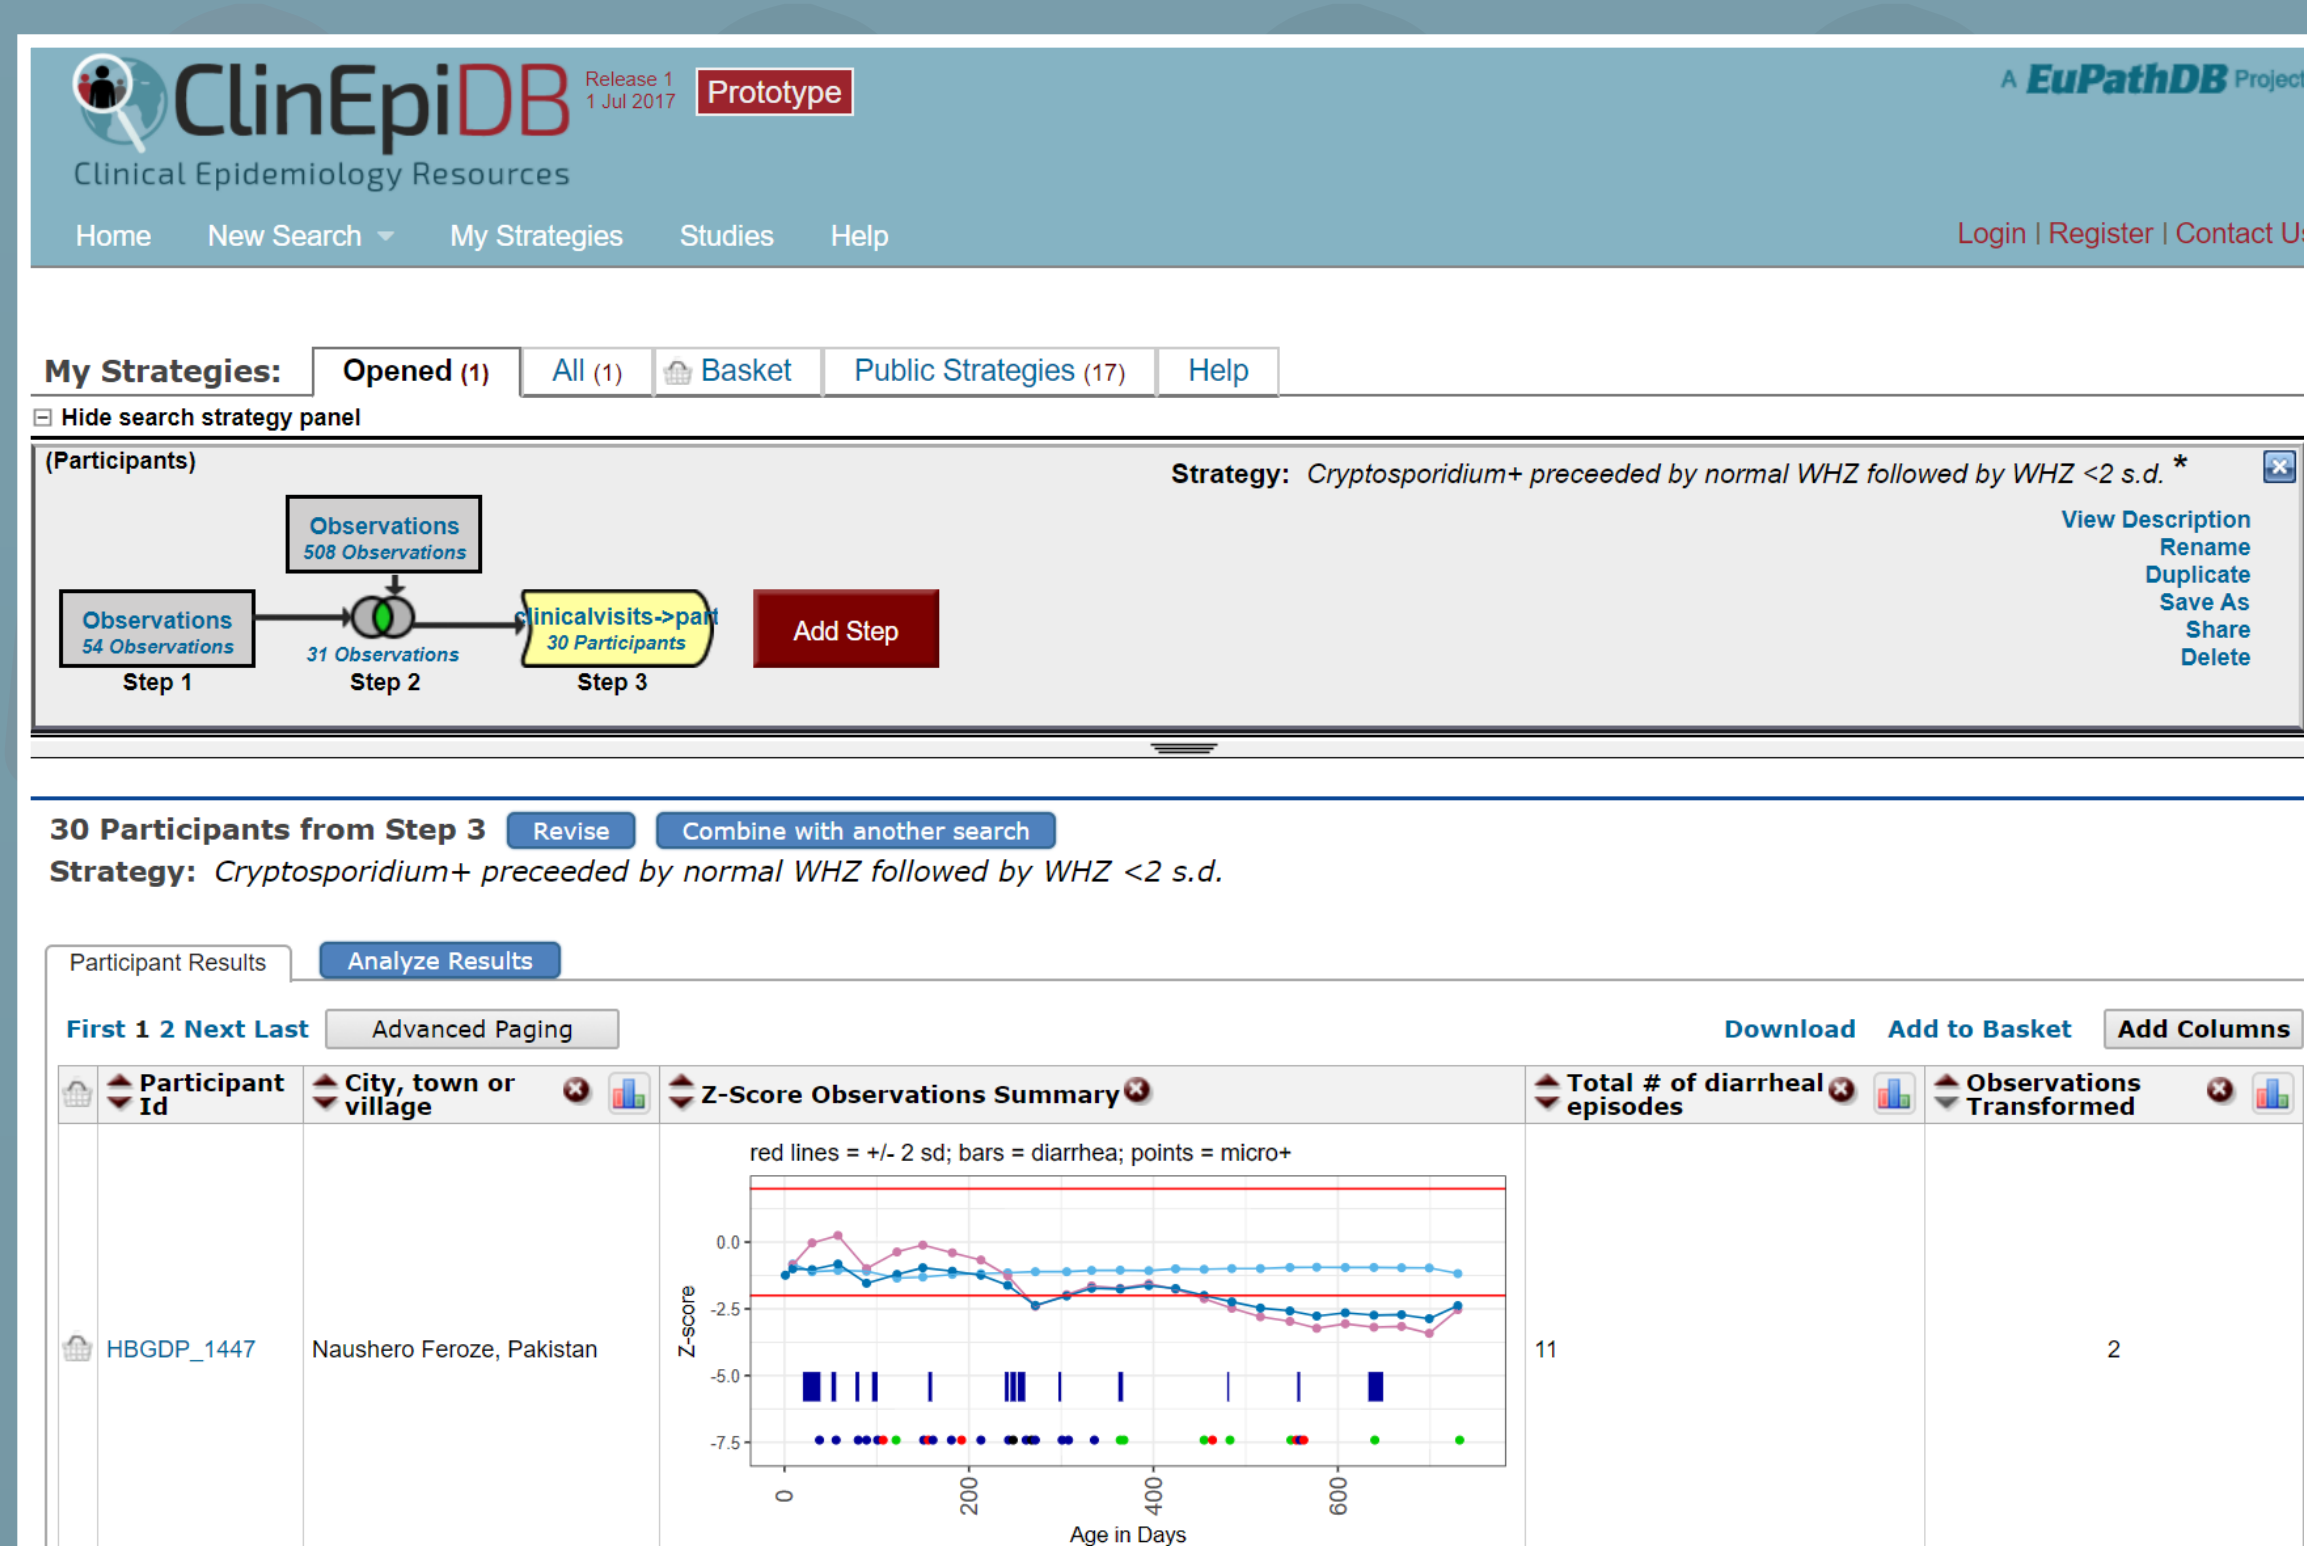 ClinEpiDB
Release 1
1 Jul 2017
Prototype
A EuPathDB Project
Clinical Epidemiology Resources
Home New Search My Strategies Studies Help
Login | Register | Contact Us
My Strategies: Opened (1) All (1) Basket Public Strategies (17) Help
Hide search strategy panel
(Participants)
Strategy: Cryptosporidium+ preceeded by normal WHZ followed by WHZ <2 s.d. *
View Description
Rename
Duplicate
Save As
Share
Delete
Observations
508 Observations
Observations
54 Observations
31 Observations
clinicalvisits->part
30 Participants
Add Step
Step 1 Step 2 Step 3
30 Participants from Step 3 Revise Combine with another search
Strategy: Cryptosporidium+ preceeded by normal WHZ followed by WHZ <2 s.d.
Participant Results Analyze Results
First 1 2 Next Last Advanced Paging Download Add to Basket Add Columns
Participant
Id
City, town or
village
Z-Score Observations Summary
Total # of diarrheal
episodes
Observations
Transformed
red lines = +/- 2 sd; bars = diarrhea; points = micro+
0.0
-2.5
-5.0
-7.5
Z-score
0 200 400 600
Age in Days
HBGDP_1447 Naushero Feroze, Pakistan 11 2